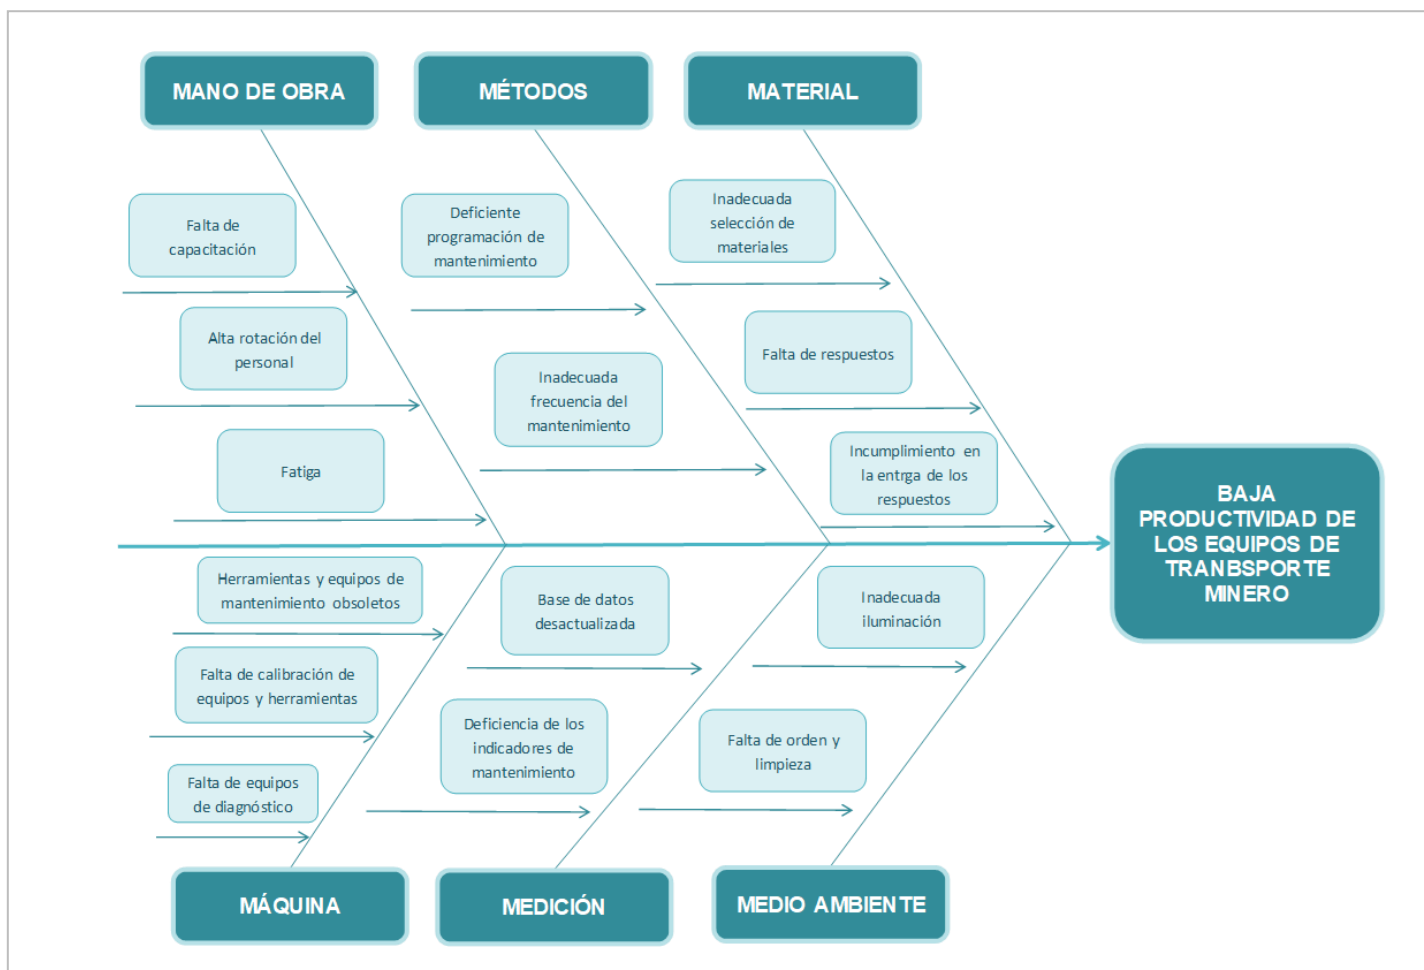 MANO DE OBRA
MÉTODOS
MATERIAL
Falta de
capacitación
Alta rotación del
personal
Fatiga
Deficiente
programación de
mantenimiento
Inadecuada
frecuencia del
mantenimiento
Inadecuada
selección de
materiales
Falta de respuestos
Incumplimiento en
la entrga de los
respuestos
BAJA
PRODUCTIVIDAD DE
LOS EQUIPOS DE
TRANBSPORTE
MINERO
Herramientas y equipos de
mantenimiento obsoletos
Falta de calibración de
equipos y herramientas
Falta de equipos
de diagnóstico
Base de datos
desactualizada
Deficiencia de los
indicadores de
mantenimiento
Inadecuada
iluminación
Falta de orden y
limpieza
MÁQUINA
MEDICIÓN
MEDIO AMBIENTE